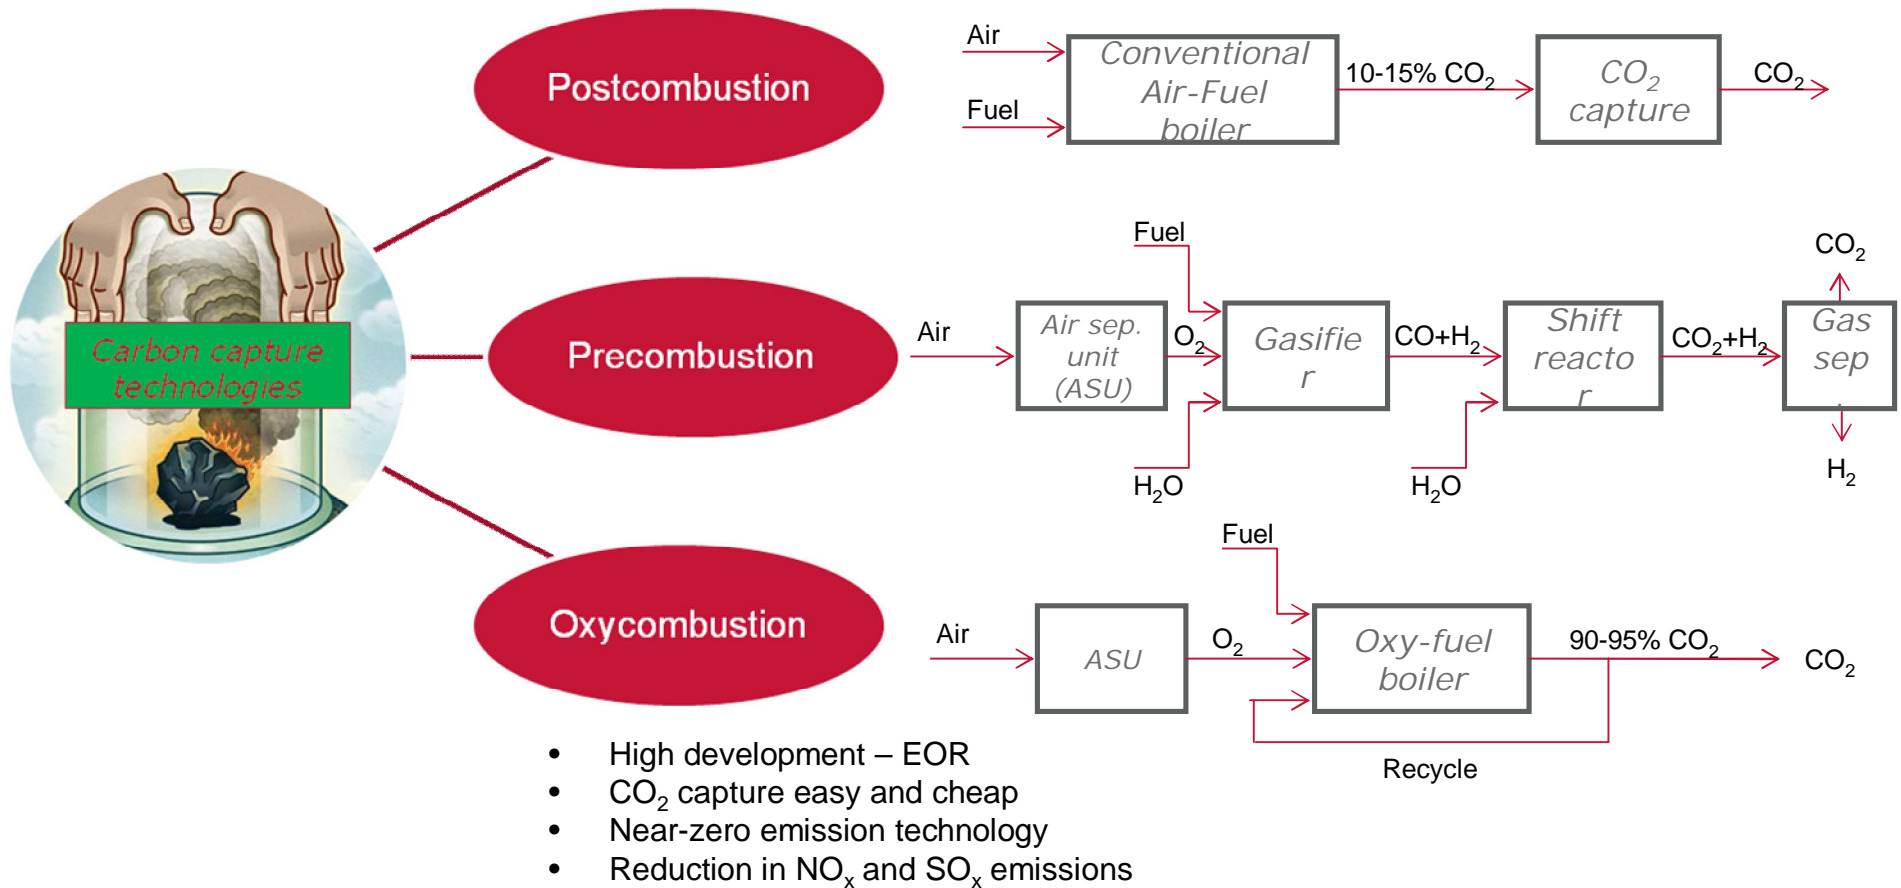 Postcombustion
Air
Fuel
Conventional
Air-Fuel
boiler
10-15% CO₂
CO₂
capture
CO₂
Carbon capture
technologies
Precombustion
Air
Air sep.
unit
(ASU)
O₂
Fuel
H₂O
Gasifie
r
CO+H₂
H₂O
Shift
reacto
r
CO₂+H₂
Gas
sep
.
CO₂
H₂
Oxycombustion
Air
ASU
O₂
Fuel
Oxy-fuel
boiler
90-95% CO₂
CO₂
Recycle
• High development – EOR
• CO₂ capture easy and cheap
• Near-zero emission technology
• Reduction in NOₓ and SOₓ emissions